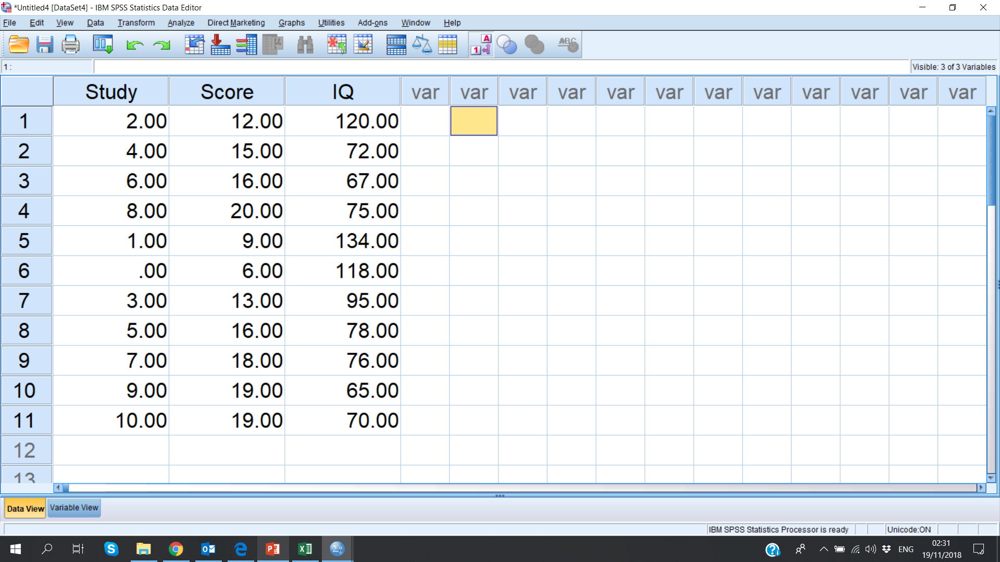 *Untitled4 [DataSet4] - IBM SPSS Statistics Data Editor
File Edit View Data Transform Analyze Direct Marketing Graphs Utilities Add-ons Window Help
A 1 ABC
1 : Visible: 3 of 3 Variables
Study Score IQ var var var var var var var var var var var var
1 2.00 12.00 120.00
2 4.00 15.00 72.00
3 6.00 16.00 67.00
4 8.00 20.00 75.00
5 1.00 9.00 134.00
6 .00 6.00 118.00
7 3.00 13.00 95.00
8 5.00 16.00 78.00
9 7.00 18.00 76.00
10 9.00 19.00 65.00
11 10.00 19.00 70.00
12
13
Data View Variable View
IBM SPSS Statistics Processor is ready Unicode:ON
ENG 02:31
19/11/2018